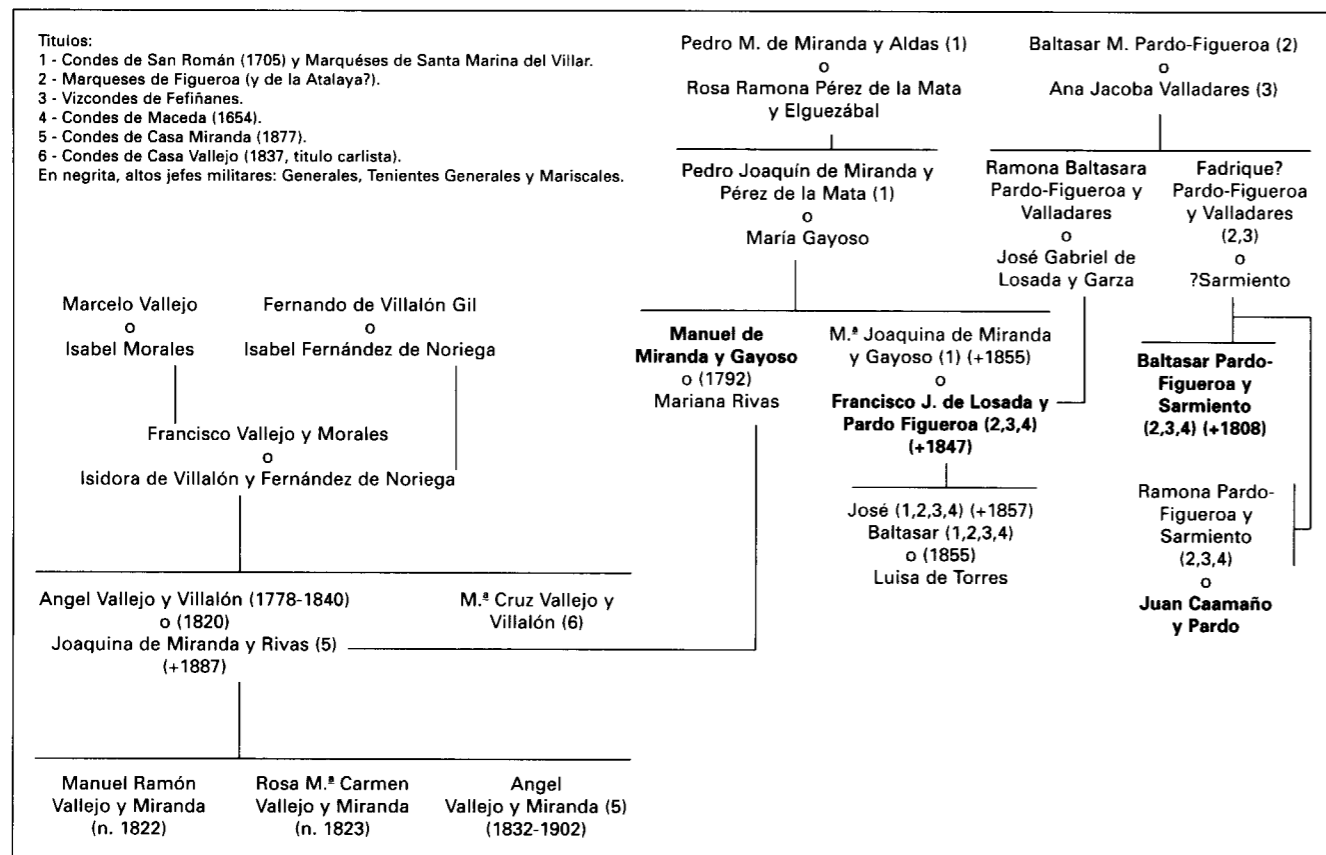 Titulos:
1 - Condes de San Román (1705) y Marquéses de Santa Marina del Villar.
2 - Marqueses de Figueroa (y de la Atalaya?).
3 - Vizcondes de Fefiñanes.
4 - Condes de Maceda (1654).
5 - Condes de Casa Miranda (1877).
6 - Condes de Casa Vallejo (1837, titulo carlista).
En negrita, altos jefes militares: Generales, Tenientes Generales y Mariscales.
Pedro M. de Miranda y Aldas (1)
o
Rosa Ramona Pérez de la Mata
y Elguezábal
Baltasar M. Pardo-Figueroa (2)
o
Ana Jacoba Valladares (3)
Pedro Joaquín de Miranda y
Pérez de la Mata (1)
o
María Gayoso
Ramona Baltasara
Pardo-Figueroa y
Valladares
o
José Gabriel de
Losada y Garza
Fadrique?
Pardo-Figueroa
y Valladares
(2,3)
o
?Sarmiento
Marcelo Vallejo
o
Isabel Morales
Fernando de Villalón Gil
o
Isabel Fernández de Noriega
Manuel de
Miranda y Gayoso
o (1792)
Mariana Rivas
M.ª Joaquina de Miranda
y Gayoso (1) (+1855)
o
Francisco J. de Losada y
Pardo Figueroa (2,3,4)
(+1847)
Baltasar Pardo-
Figueroa y
Sarmiento
(2,3,4) (+1808)
Francisco Vallejo y Morales
o
Isidora de Villalón y Fernández de Noriega
José (1,2,3,4) (+1857)
Baltasar (1,2,3,4)
o (1855)
Luisa de Torres
Ramona Pardo-
Figueroa y
Sarmiento
(2,3,4)
o
Juan Caamaño
y Pardo
Angel Vallejo y Villalón (1778-1840)
o (1820)
Joaquina de Miranda y Rivas (5)
(+1887)
M.ª Cruz Vallejo y
Villalón (6)
Manuel Ramón
Vallejo y Miranda
(n. 1822)
Rosa M.ª Carmen
Vallejo y Miranda
(n. 1823)
Angel
Vallejo y Miranda (5)
(1832-1902)